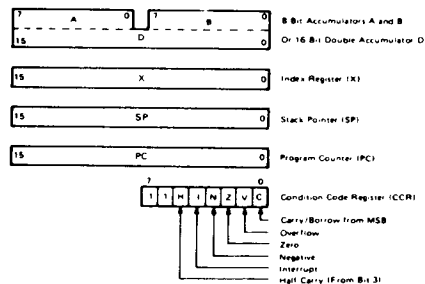 7 A 0 7 B 0 8 Bit Accumulators A and B
15 D 0 Or 16 Bit Double Accumulator D
15 X 0 Index Register (X)
15 SP 0 Stack Pointer (SP)
15 PC 0 Program Counter (PC)
7 0
1 1 H I N Z V C Condition Code Register (CCR)
Carry/Borrow from MSB
Overflow
Zero
Negative
Interrupt
Half Carry (From Bit 3)